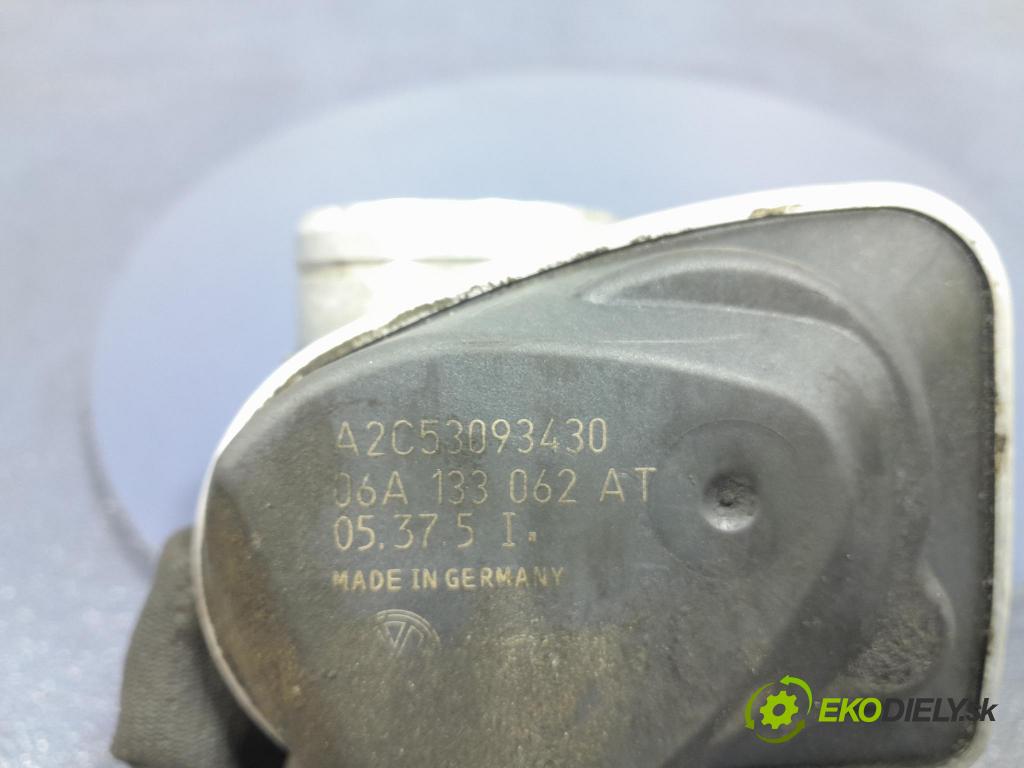 A2C53093430
06A 133 062 AT
05.37 5 I.
MADE IN GERMANY
EKODIELY.sk